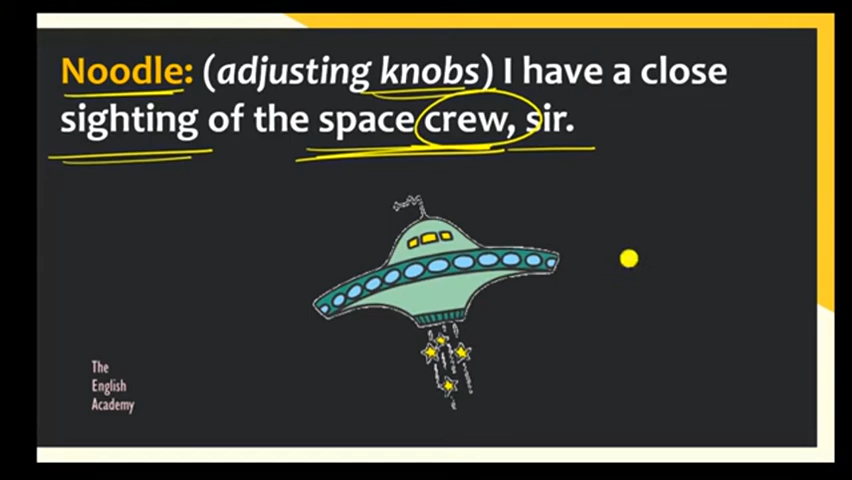 Noodle: (adjusting knobs) I have a close
sighting of the space crew, sir.
The
English
Academy